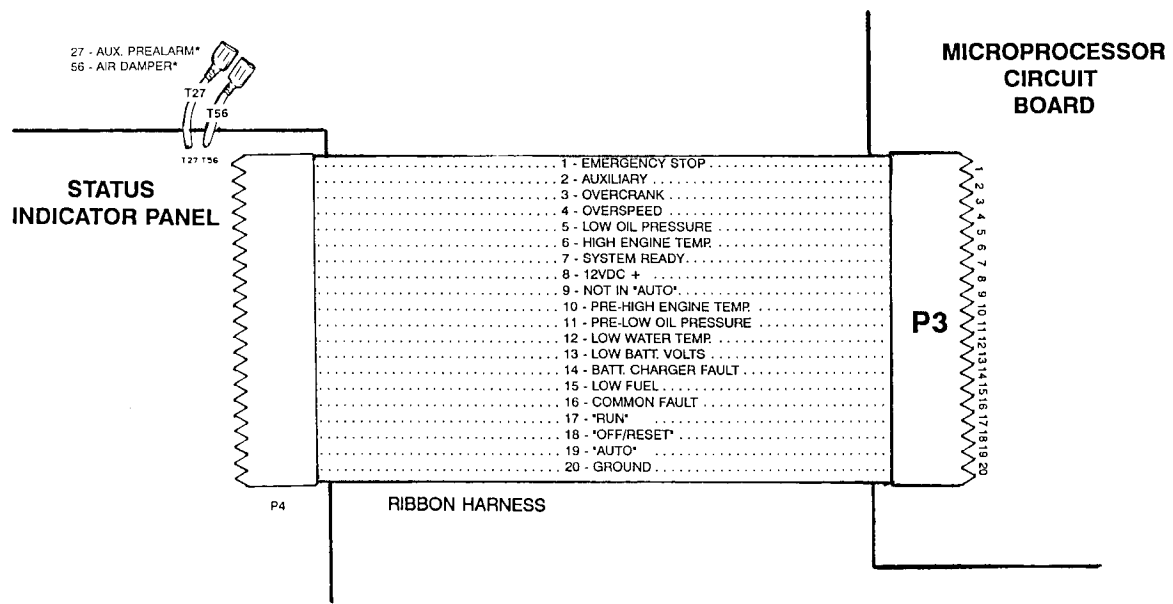 27 - AUX. PREALARM*
56 - AIR DAMPER*
T27
T56
T27 T56
STATUS
INDICATOR PANEL
MICROPROCESSOR
CIRCUIT
BOARD
1 - EMERGENCY STOP
2 - AUXILIARY
3 - OVERCRANK
4 - OVERSPEED
5 - LOW OIL PRESSURE
6 - HIGH ENGINE TEMP.
7 - SYSTEM READY
8 - 12VDC +
9 - NOT IN "AUTO"
10 - PRE-HIGH ENGINE TEMP.
11 - PRE-LOW OIL PRESSURE
12 - LOW WATER TEMP.
13 - LOW BATT. VOLTS
14 - BATT. CHARGER FAULT
15 - LOW FUEL
16 - COMMON FAULT
17 - "RUN"
18 - "OFF/RESET"
19 - "AUTO"
20 - GROUND
P3
1
2
3
4
5
6
7
8
9
10
11
12
13
14
15
16
17
18
19
20
P4
RIBBON HARNESS